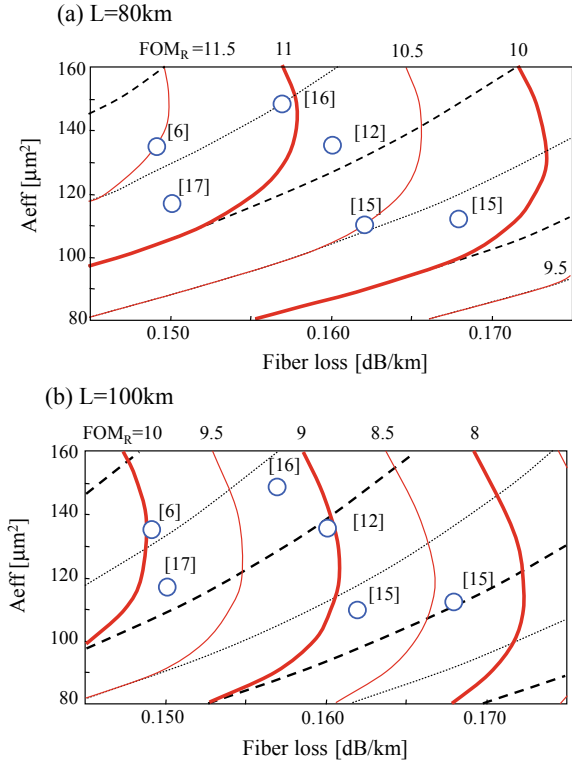 (a) L=80km
FOM_R=11.5 11 10.5 10
160
140
120
100
80
Aeff [μm²]
[6]
[16]
[12]
[17]
[15]
[15]
9.5
0.150 0.160 0.170
Fiber loss [dB/km]
(b) L=100km
FOM_R=10 9.5 9 8.5 8
160
140
120
100
80
Aeff [μm²]
[16]
[6]
[12]
[17]
[15]
[15]
0.150 0.160 0.170
Fiber loss [dB/km]